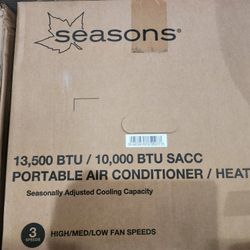 seasons®
13,500 BTU / 10,000 BTU SACC
PORTABLE AIR CONDITIONER / HEAT
Seasonally Adjusted Cooling Capacity
3
SPEEDS
HIGH/MED/LOW FAN SPEEDS